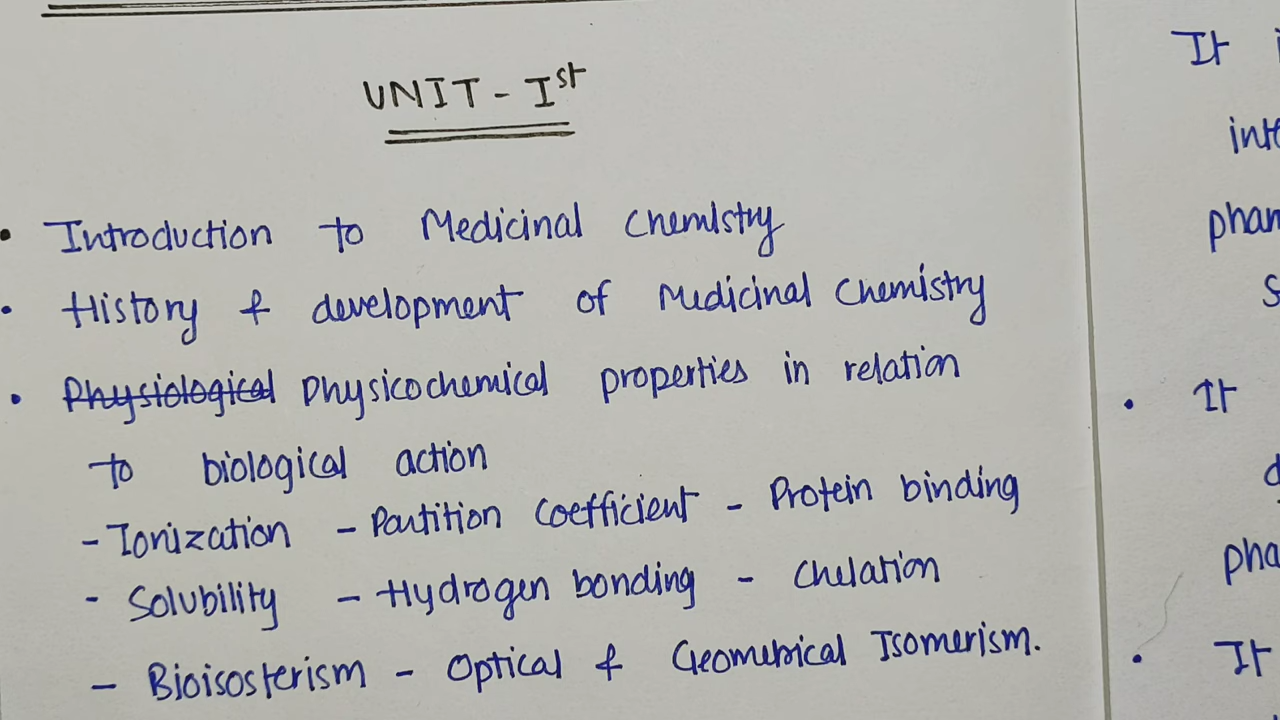 UNIT - Ist
• Introduction to Medicinal Chemistry
• History & development of Medicinal Chemistry
• Physiological Physicochemical properties in relation
to biological action
- Ionization - Partition Coefficient - Protein binding
- Solubility - Hydrogen bonding - Chelation
- Bioisosterism - Optical & Geometrical Isomerism.
It
• It
• It